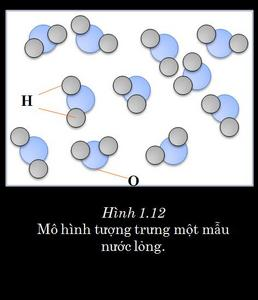 H
O
Hình 1.12
Mô hình tượng trưng một mẫu
nước lỏng.